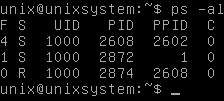 unix@unixsystem:~$ ps -al
F S   UID   PID  PPID  C
4 S  1000  2608  2602  0
1 S  1000  2872     1  0
0 R  1000  2874  2608  0
unix@unixsystem:~$ _